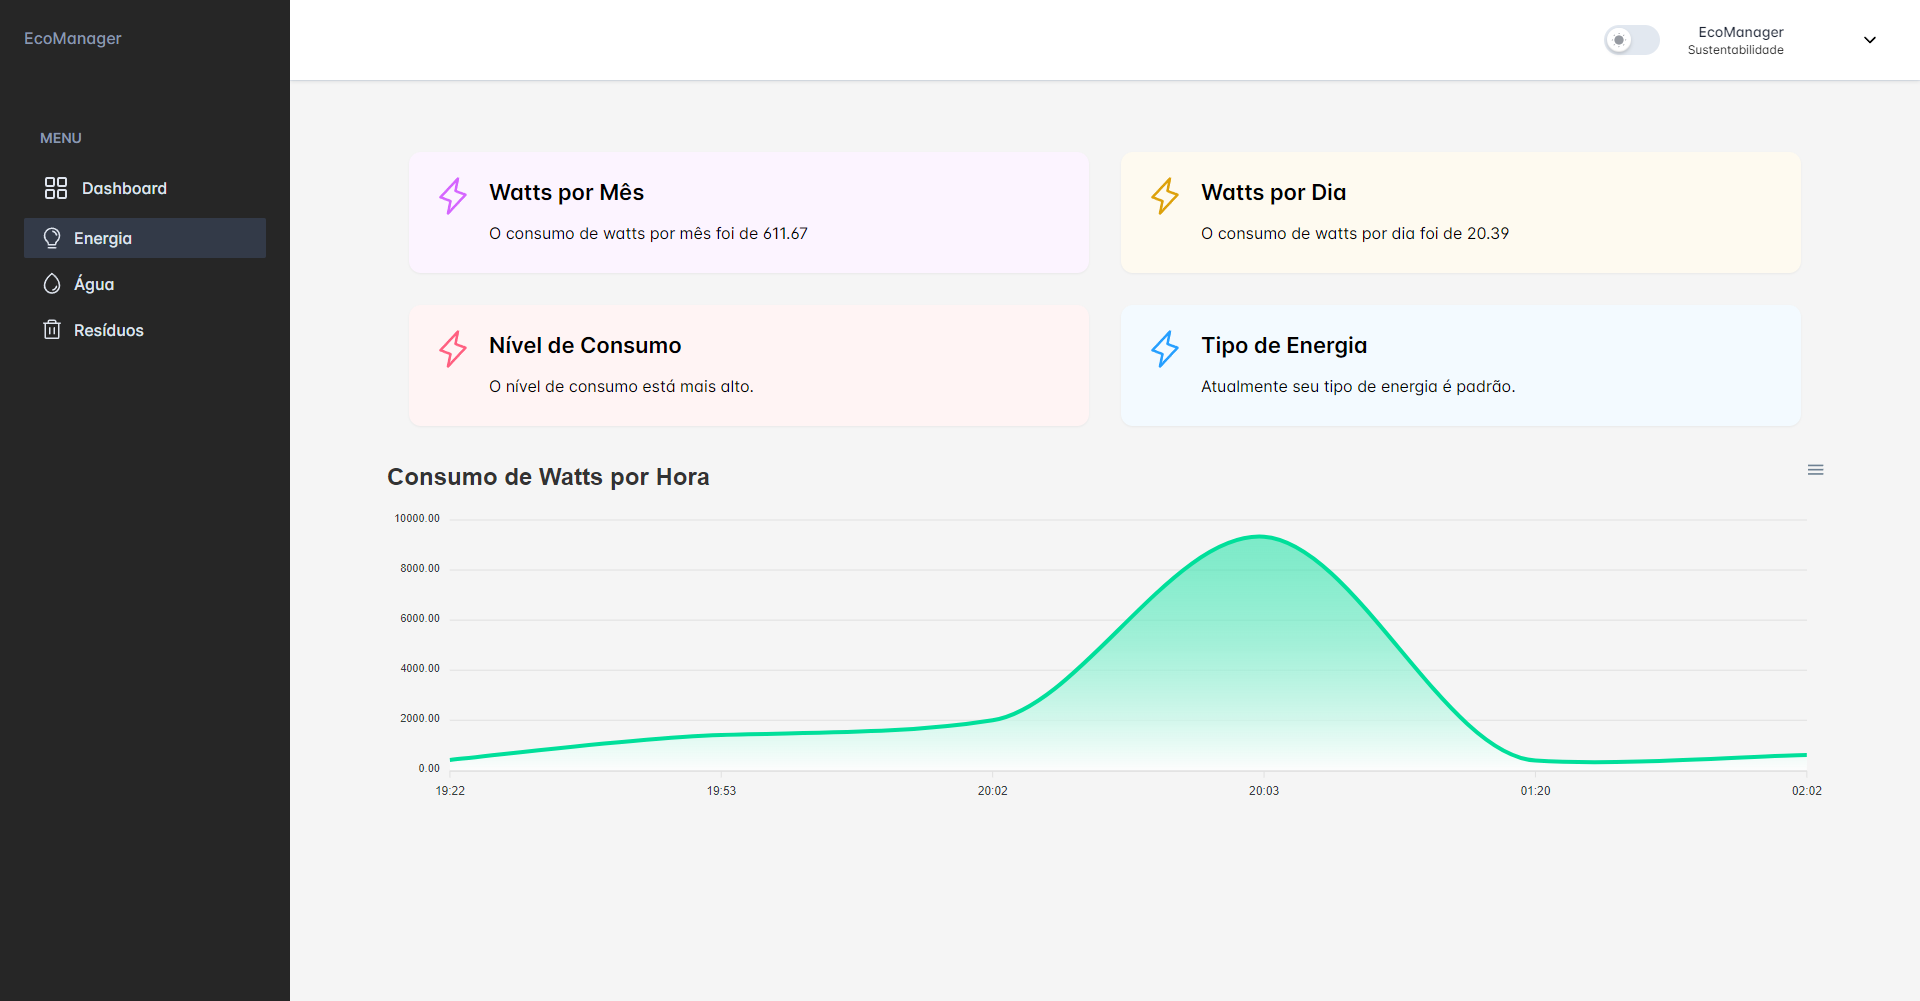 EcoManager
EcoManager
Sustentabilidade
MENU
Dashboard
Energia
Água
Resíduos
Watts por Mês
O consumo de watts por mês foi de 611.67
Watts por Dia
O consumo de watts por dia foi de 20.39
Nível de Consumo
O nível de consumo está mais alto.
Tipo de Energia
Atualmente seu tipo de energia é padrão.
Consumo de Watts por Hora
10000.00
8000.00
6000.00
4000.00
2000.00
0.00
19:22 19:53 20:02 20:03 01:20 02:02